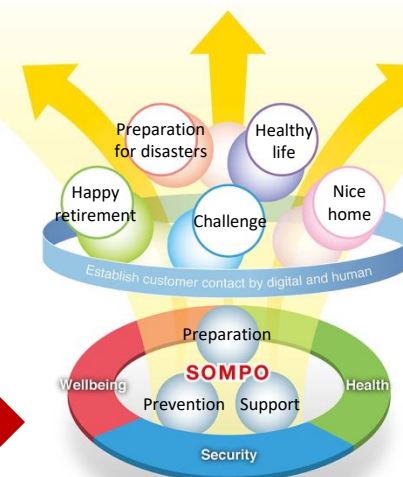 Preparation
for disasters
Healthy
life
Happy
retirement
Challenge
Nice
home
Establish customer contact by digital and human
Preparation
SOMPO
Wellbeing
Health
Prevention
Support
Security